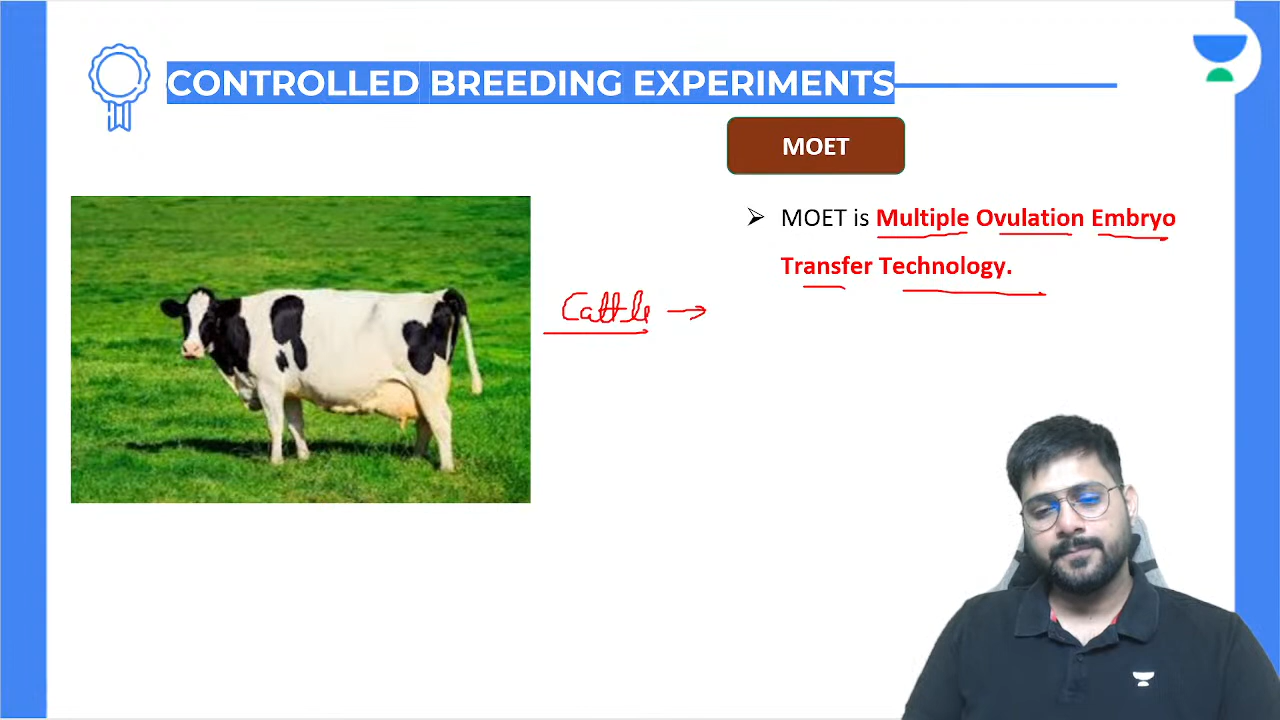 CONTROLLED BREEDING EXPERIMENTS
MOET
MOET is Multiple Ovulation Embryo
Transfer Technology.
Cattle →